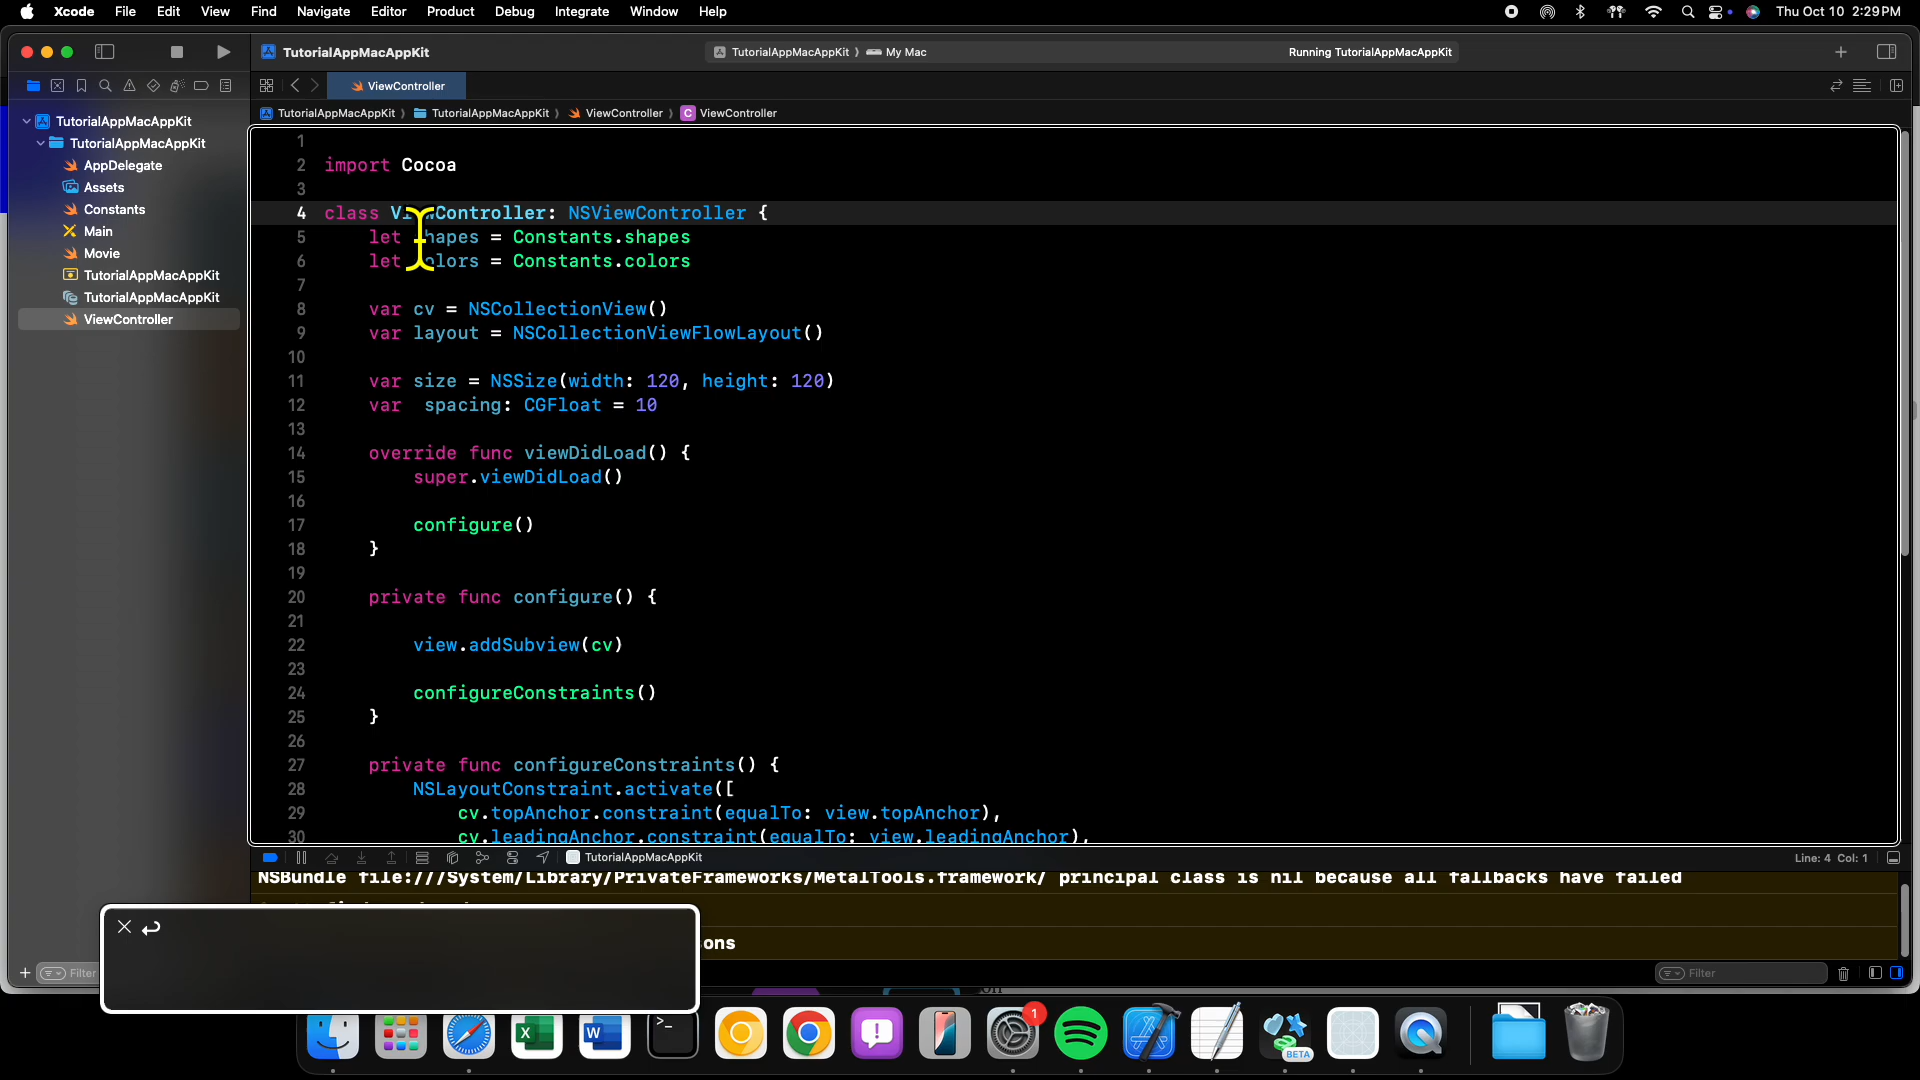 Xcode File Edit View Find Navigate Editor Product Debug Integrate Window Help Thu Oct 10 2:29 PM
TutorialAppMacAppKit TutorialAppMacAppKit My Mac Running TutorialAppMacAppKit
ViewController
TutorialAppMacAppKit TutorialAppMacAppKit ViewController C ViewController
TutorialAppMacAppKit
TutorialAppMacAppKit
AppDelegate
Assets
Constants
Main
Movie
TutorialAppMacAppKit
TutorialAppMacAppKit
ViewController
1
2 import Cocoa
3
4 class ViewController: NSViewController {
5 let shapes = Constants.shapes
6 let colors = Constants.colors
7
8 var cv = NSCollectionView()
9 var layout = NSCollectionViewFlowLayout()
10
11 var size = NSSize(width: 120, height: 120)
12 var  spacing: CGFloat = 10
13
14 override func viewDidLoad() {
15 super.viewDidLoad()
16
17 configure()
18 }
19
20 private func configure() {
21
22 view.addSubview(cv)
23
24 configureConstraints()
25 }
26
27 private func configureConstraints() {
28 NSLayoutConstraint.activate([
29 cv.topAnchor.constraint(equalTo: view.topAnchor),
30 cv.leadingAnchor.constraint(equalTo: view.leadingAnchor),
TutorialAppMacAppKit Line: 4 Col: 1
NSBundle file:///System/Library/PrivateFrameworks/MetalTools.framework/ principal class is nil because all fallbacks have failed
ons
Filter Filter
1
BETA